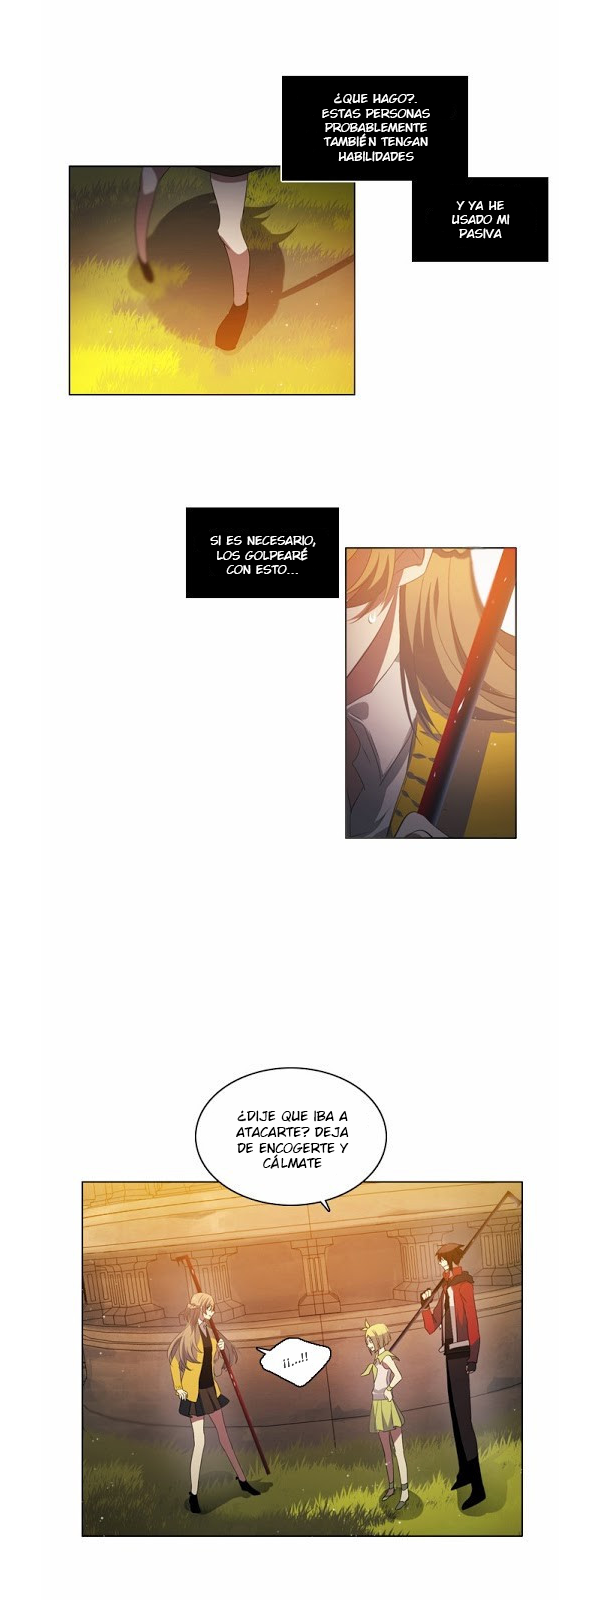 ¿QUE HAGO?.
ESTAS PERSONAS
PROBABLEMENTE
TAMBIÉN TENGAN
HABILIDADES
Y YA HE
USADO MI
PASIVA
SI ES NECESARIO,
LOS GOLPEARÉ
CON ESTO...
¿DIJE QUE IBA A
ATACARTE? DEJA
DE ENCOGERTE Y
CÁLMATE
¡¡...!!